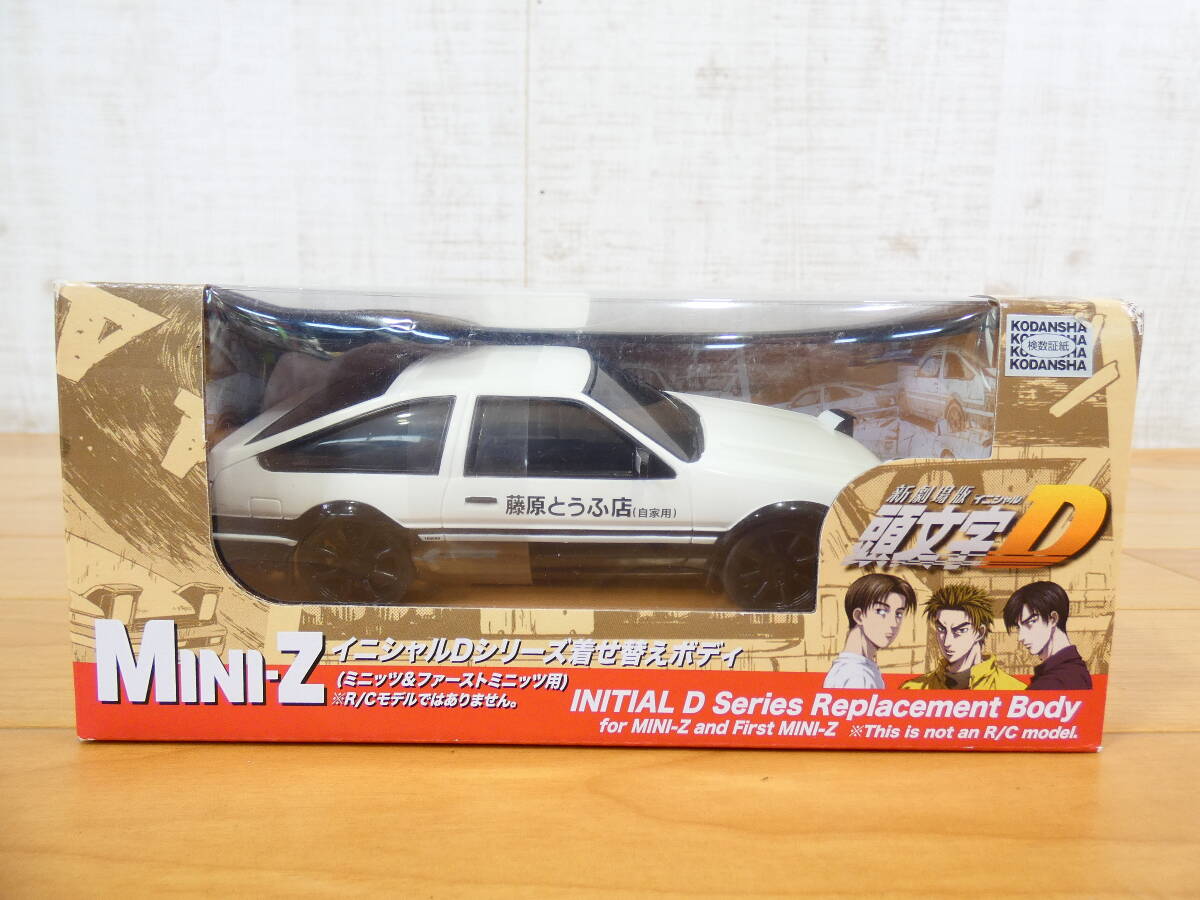 KODANSHA
KODANSHA
検数証紙
KODANSHA
KODANSHA
藤原とうふ店(自家用)
新劇場版 イニシャル
頭文字D
MINI-Z
イニシャルDシリーズ着せ替えボディ
(ミニッツ&ファーストミニッツ用)
※R/Cモデルではありません。
INITIAL D Series Replacement Body
for MINI-Z and First MINI-Z ※This is not an R/C model.